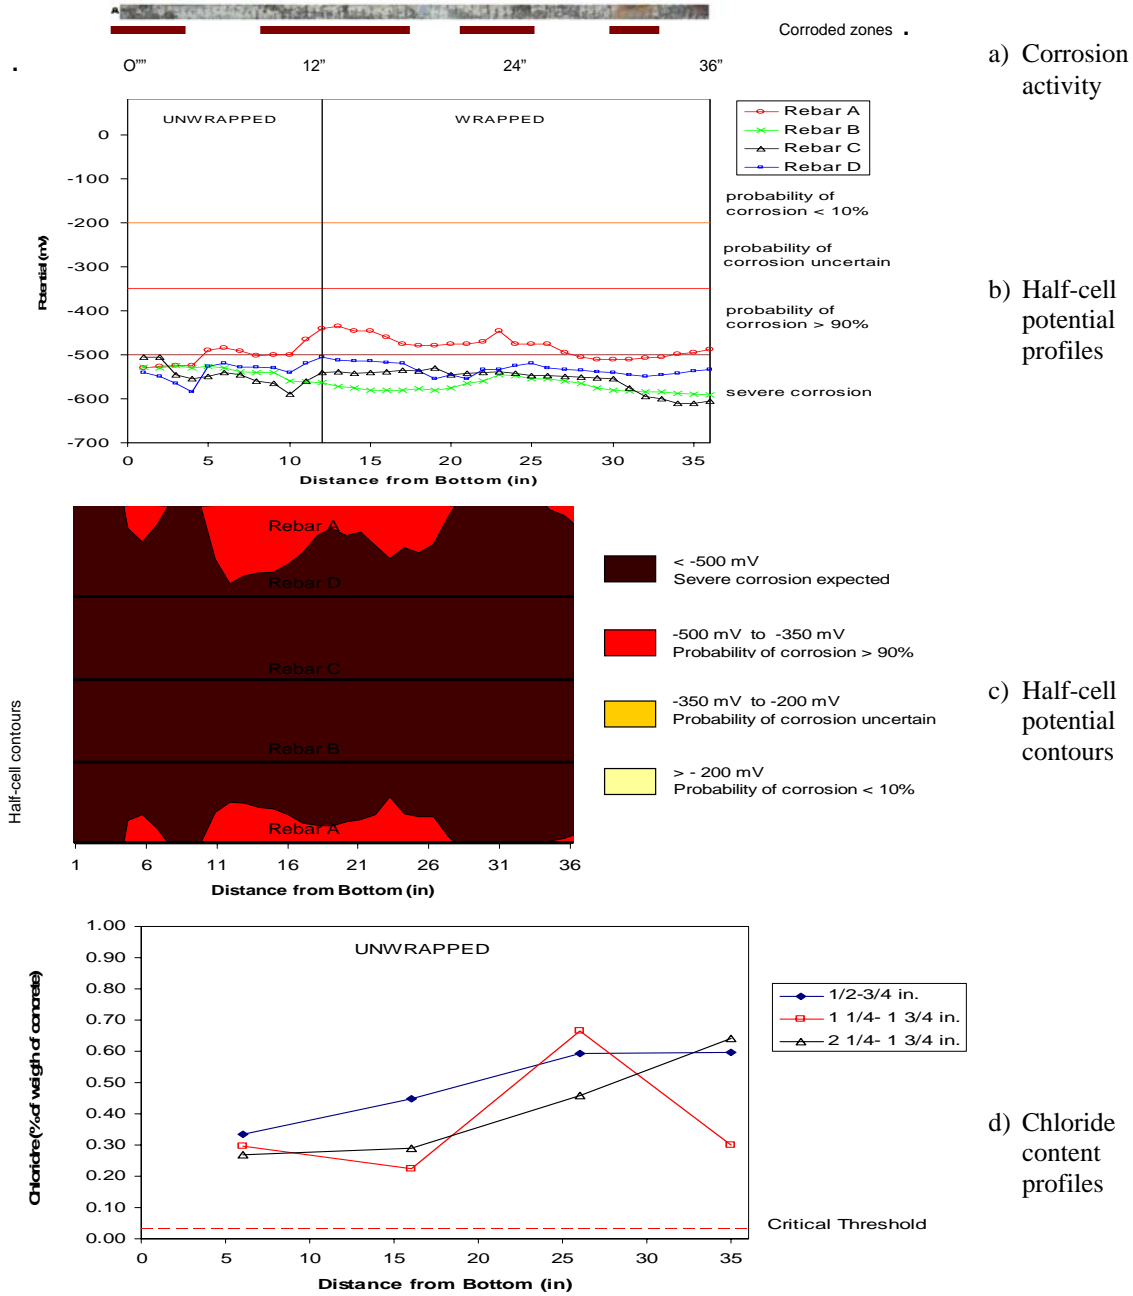 A
Corroded zones .
. O"" 12" 24" 36"
a) Corrosion
activity
UNWRAPPED WRAPPED
Rebar A
Rebar B
Rebar C
Rebar D
0
-100
-200
-300
-400
-500
-600
-700
Potential (mV)
probability of
corrosion < 10%
probability of
corrosion uncertain
probability of
corrosion > 90%
severe corrosion
0 5 10 15 20 25 30 35
Distance from Bottom (in)
b) Half-cell
potential
profiles
Half-cell contours
Rebar A
Rebar D
Rebar C
Rebar B
Rebar A
1 6 11 16 21 26 31 36
Distance from Bottom (in)
< -500 mV
Severe corrosion expected
-500 mV to -350 mV
Probability of corrosion > 90%
-350 mV to -200 mV
Probability of corrosion uncertain
> - 200 mV
Probability of corrosion < 10%
c) Half-cell
potential
contours
UNWRAPPED
1.00
0.90
0.80
0.70
0.60
0.50
0.40
0.30
0.20
0.10
0.00
Chloridre (% of weigth of concrete)
1/2-3/4 in.
1 1/4- 1 3/4 in.
2 1/4- 1 3/4 in.
Critical Threshold
0 5 10 15 20 25 30 35
Distance from Bottom (in)
d) Chloride
content
profiles